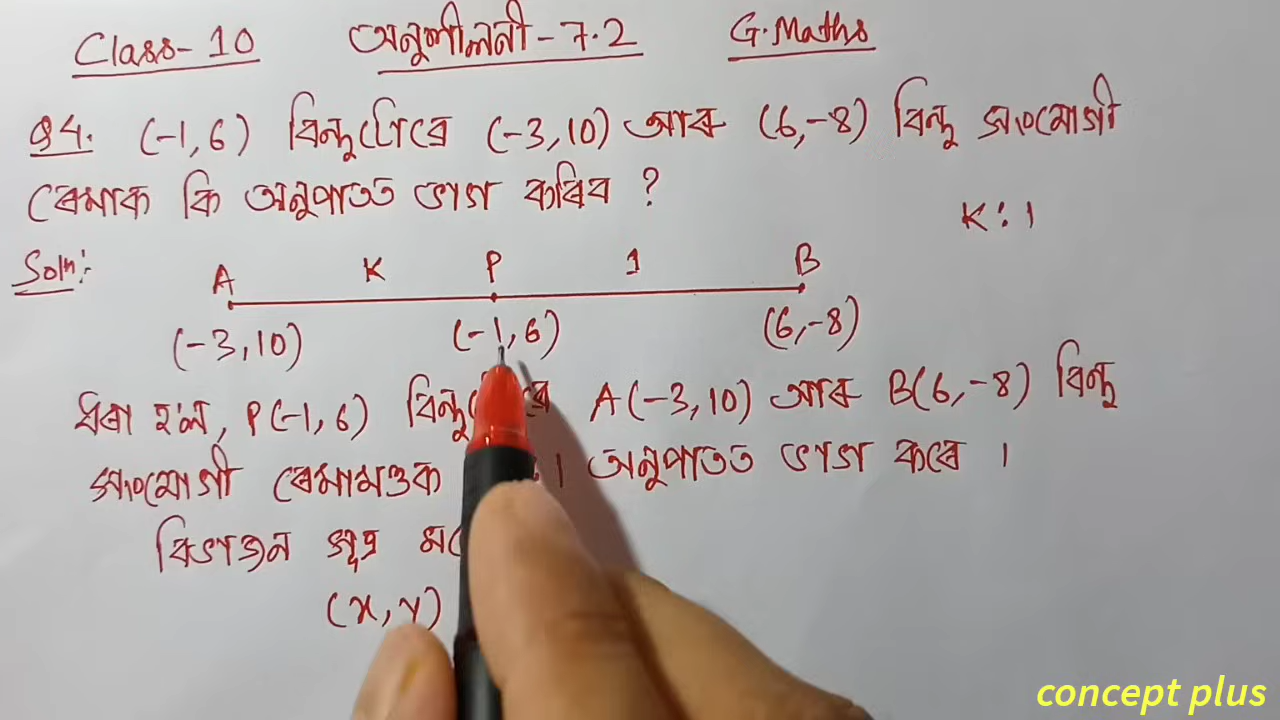 Class-10 অনুশীলনী-7.2 G.Maths
Q4. (-1,6) বিন্দুটোৱে (-3,10) আৰু (6,-8) বিন্দু সংযোগী
ৰেখাক কি অনুপাতত ভাগ কৰিব ?
K:1
Soln:-
A K P 1 B
(-3,10) (-1,6) (6,-8)
ধৰা হ'ল, P(-1,6) A(-3,10) আৰু B(6,-8) বিন্দু
সংযোগী ৰেখাখণ্ডক 1 অনুপাতত ভাগ কৰে ।
বিভাজন সূত্ৰ
(x,y)
concept plus